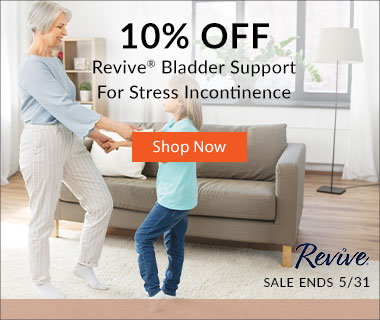 10% OFF
Revive® Bladder Support
For Stress Incontinence
Shop Now
Revive®
SALE ENDS 5/31